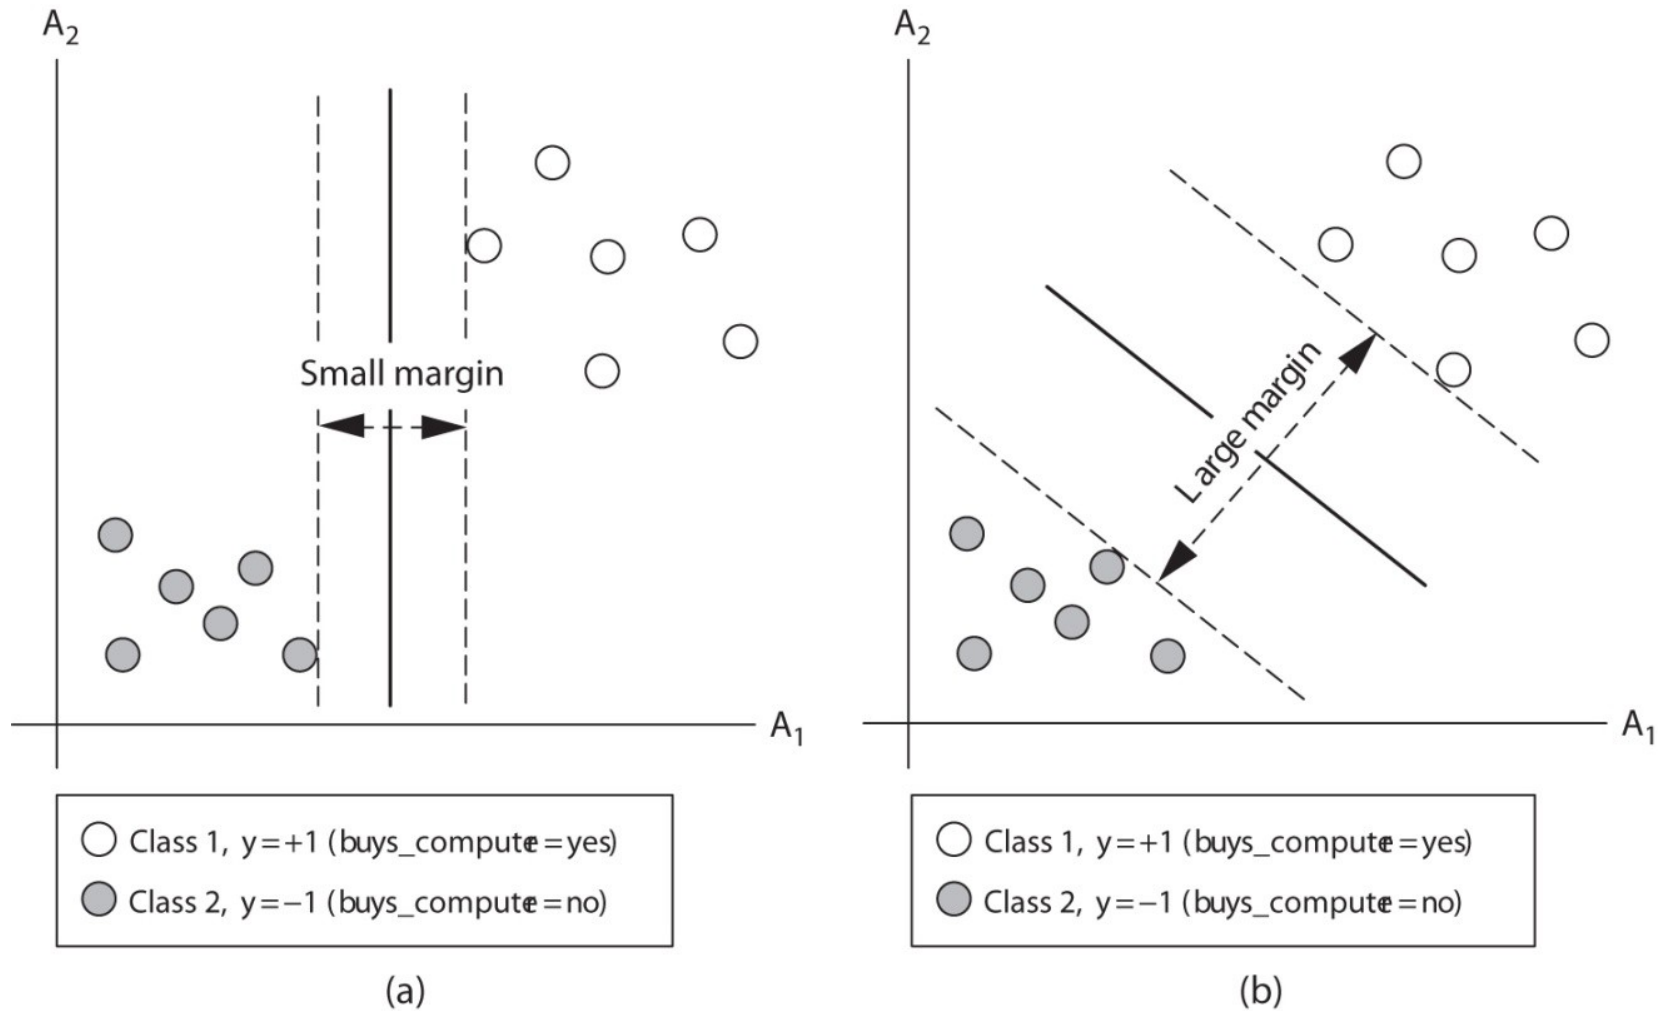 A₂
Small margin
A₁
Class 1, y=+1 (buys_computer=yes)
Class 2, y=−1 (buys_computer=no)
(a)
A₂
Large margin
A₁
Class 1, y=+1 (buys_computer=yes)
Class 2, y=−1 (buys_computer=no)
(b)